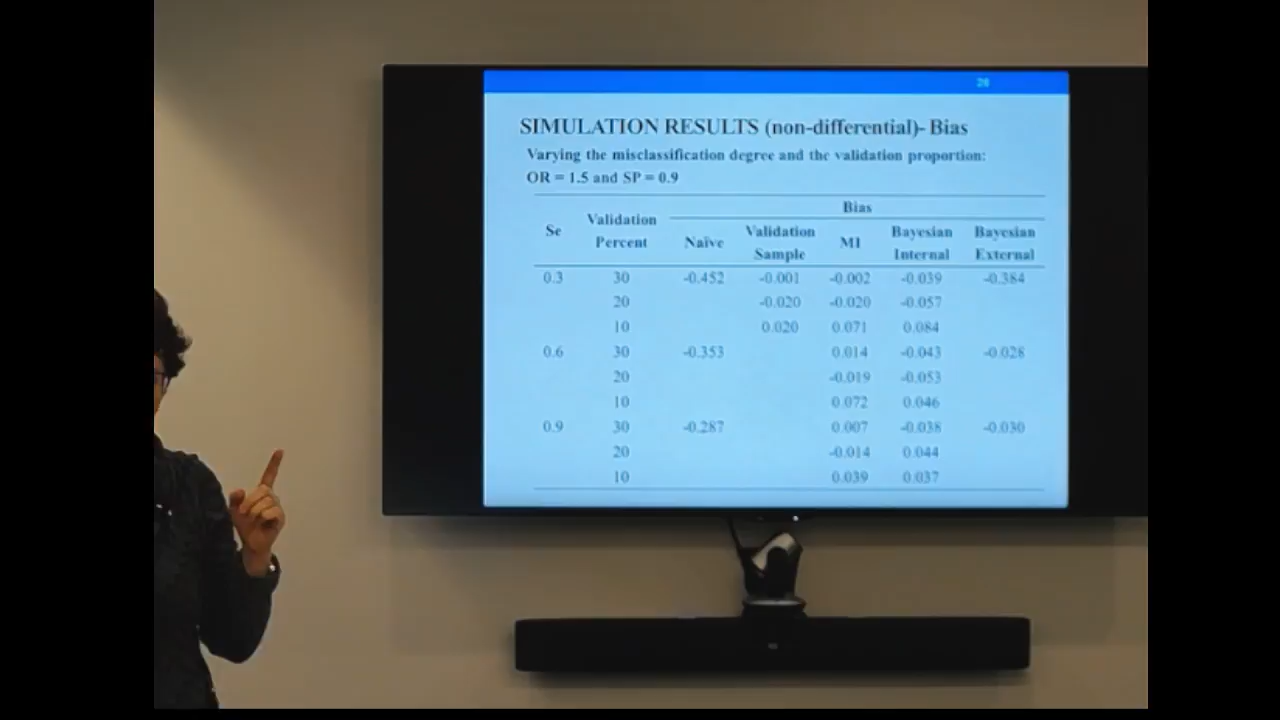 28
SIMULATION RESULTS (non-differential)- Bias
Varying the misclassification degree and the validation proportion:
OR = 1.5 and SP = 0.9
Bias
Se Validation Percent Naïve Validation Sample MI Bayesian Internal Bayesian External
0.3 30 -0.452 -0.001 -0.002 -0.039 -0.384
20 -0.020 -0.020 -0.057
10 0.020 0.071 0.084
0.6 30 -0.353 0.014 -0.043 -0.028
20 -0.019 -0.053
10 0.072 0.046
0.9 30 -0.287 0.007 -0.038 -0.030
20 -0.014 0.044
10 0.039 0.037